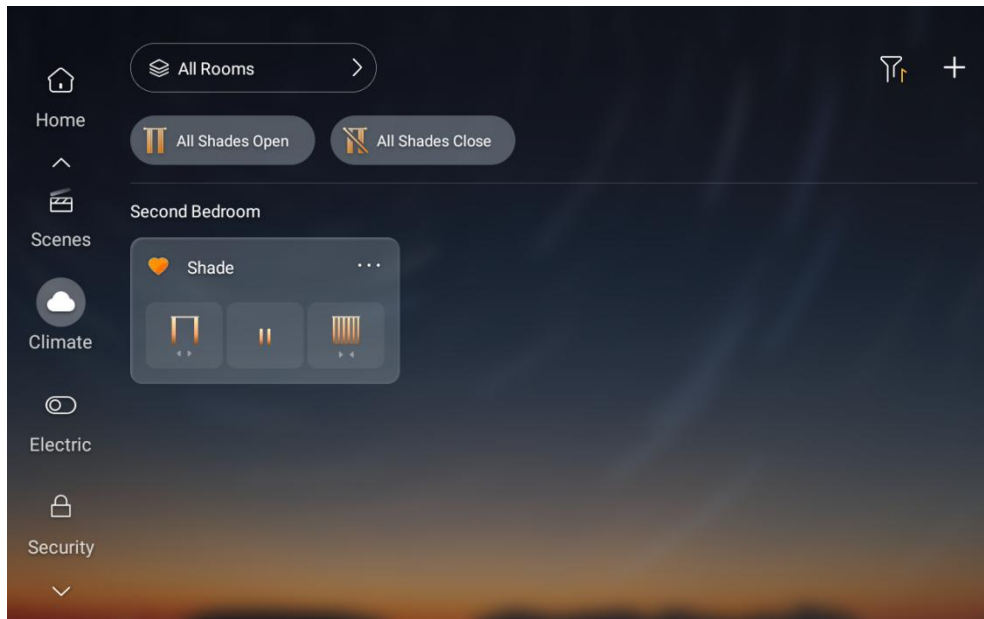 All Rooms
Home
All Shades Open
All Shades Close
Scenes
Second Bedroom
Shade
Climate
Electric
Security